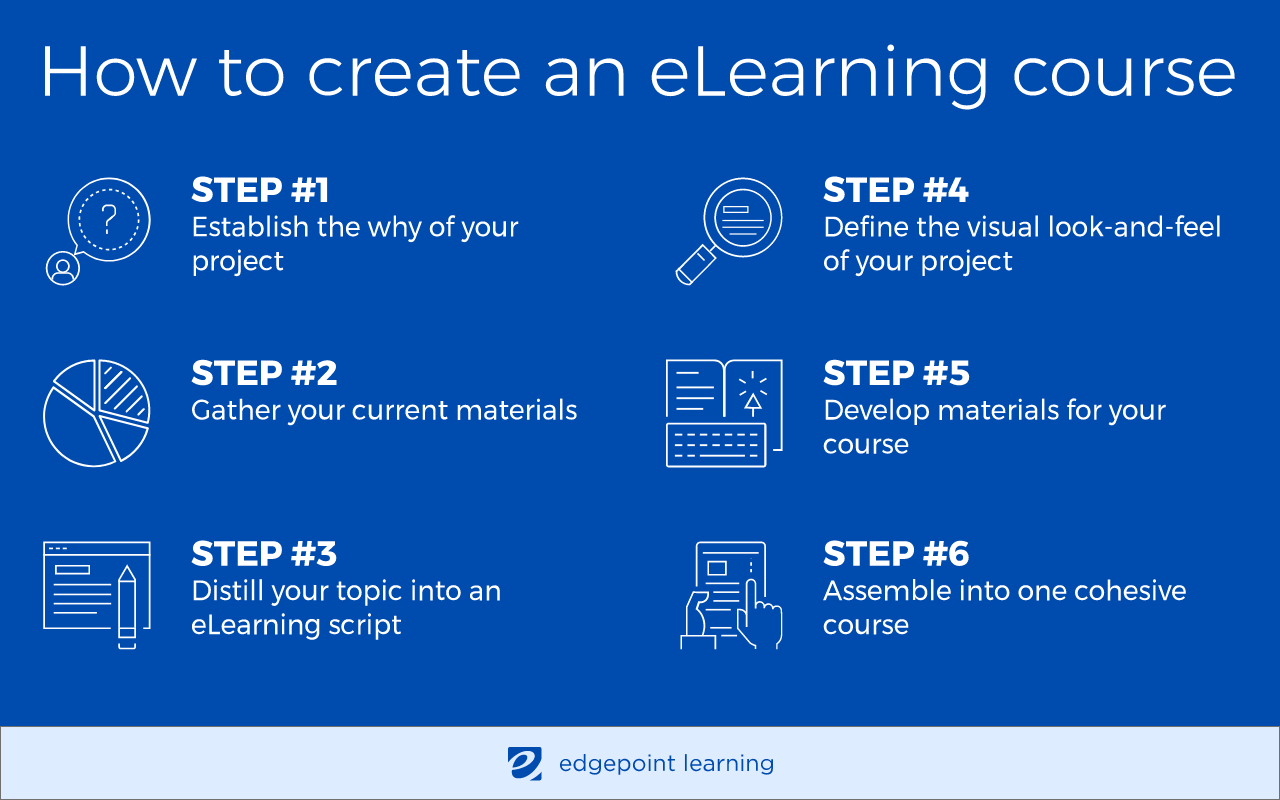 How to create an eLearning course
STEP #1
Establish the why of your
project
STEP #2
Gather your current materials
STEP #3
Distill your topic into an
eLearning script
STEP #4
Define the visual look-and-feel
of your project
STEP #5
Develop materials for your
course
STEP #6
Assemble into one cohesive
course
edgepoint learning